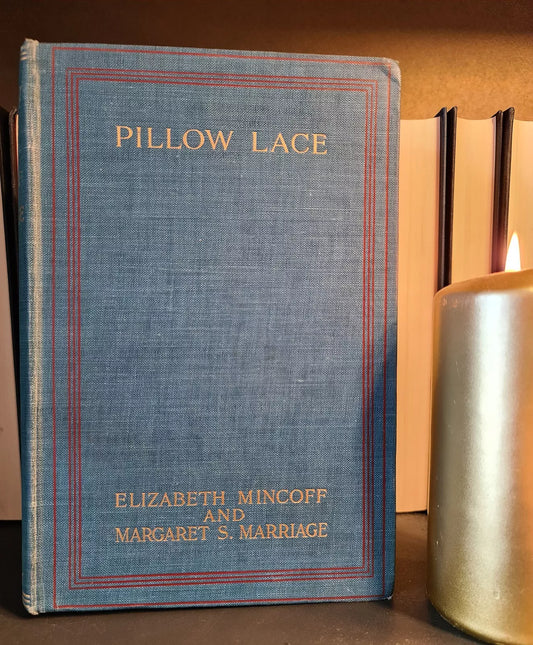 PILLOW LACE
ELIZABETH MINCOFF
AND
MARGARET S. MARRIAGE